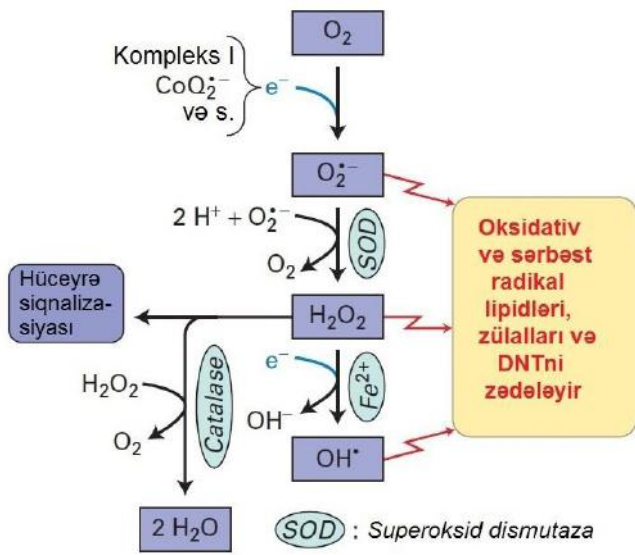 O₂
Kompleks I
CoQ₂•−
və s.
e⁻
O₂•−
2 H⁺ + O₂•−
SOD
O₂
Oksidativ
və sərbəst
radikal
lipidləri,
zülalları və
DNTni
zədələyir
Hüceyrə
siqnaliza-
siyası
H₂O₂
e⁻
Fe²⁺
OH⁻
H₂O₂
Catalase
O₂
OH•
2 H₂O
SOD : Superoksid dismutaza